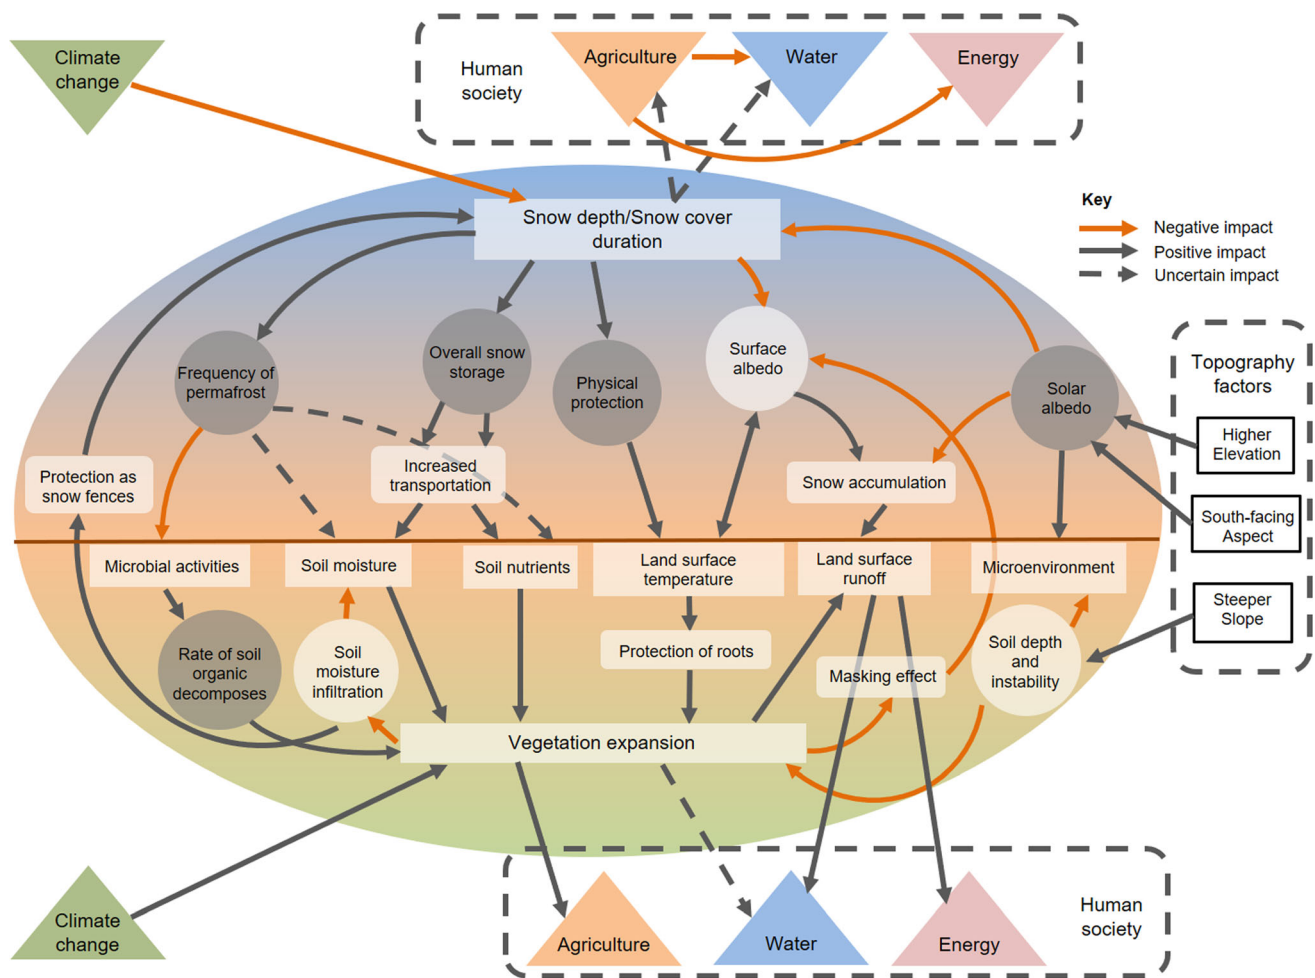 Climate
change
Human
society
Agriculture
Water
Energy
Snow depth/Snow cover
duration
Key
Negative impact
Positive impact
Uncertain impact
Frequency of
permafrost
Overall snow
storage
Physical
protection
Surface
albedo
Solar
albedo
Topography
factors
Higher
Elevation
South-facing
Aspect
Steeper
Slope
Protection as
snow fences
Increased
transportation
Snow accumulation
Microbial activities
Soil moisture
Soil nutrients
Land surface
temperature
Land surface
runoff
Microenvironment
Rate of soil
organic
decomposes
Soil
moisture
infiltration
Protection of roots
Masking effect
Soil depth
and
instability
Vegetation expansion
Climate
change
Agriculture
Water
Energy
Human
society